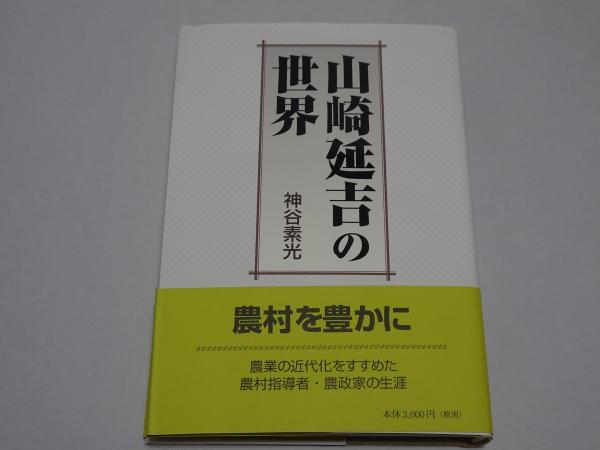 山崎延吉の
世界
神谷素光
農村を豊かに
農業の近代化をすすめた
農村指導者・農政家の生涯
本体3,000円（税別）